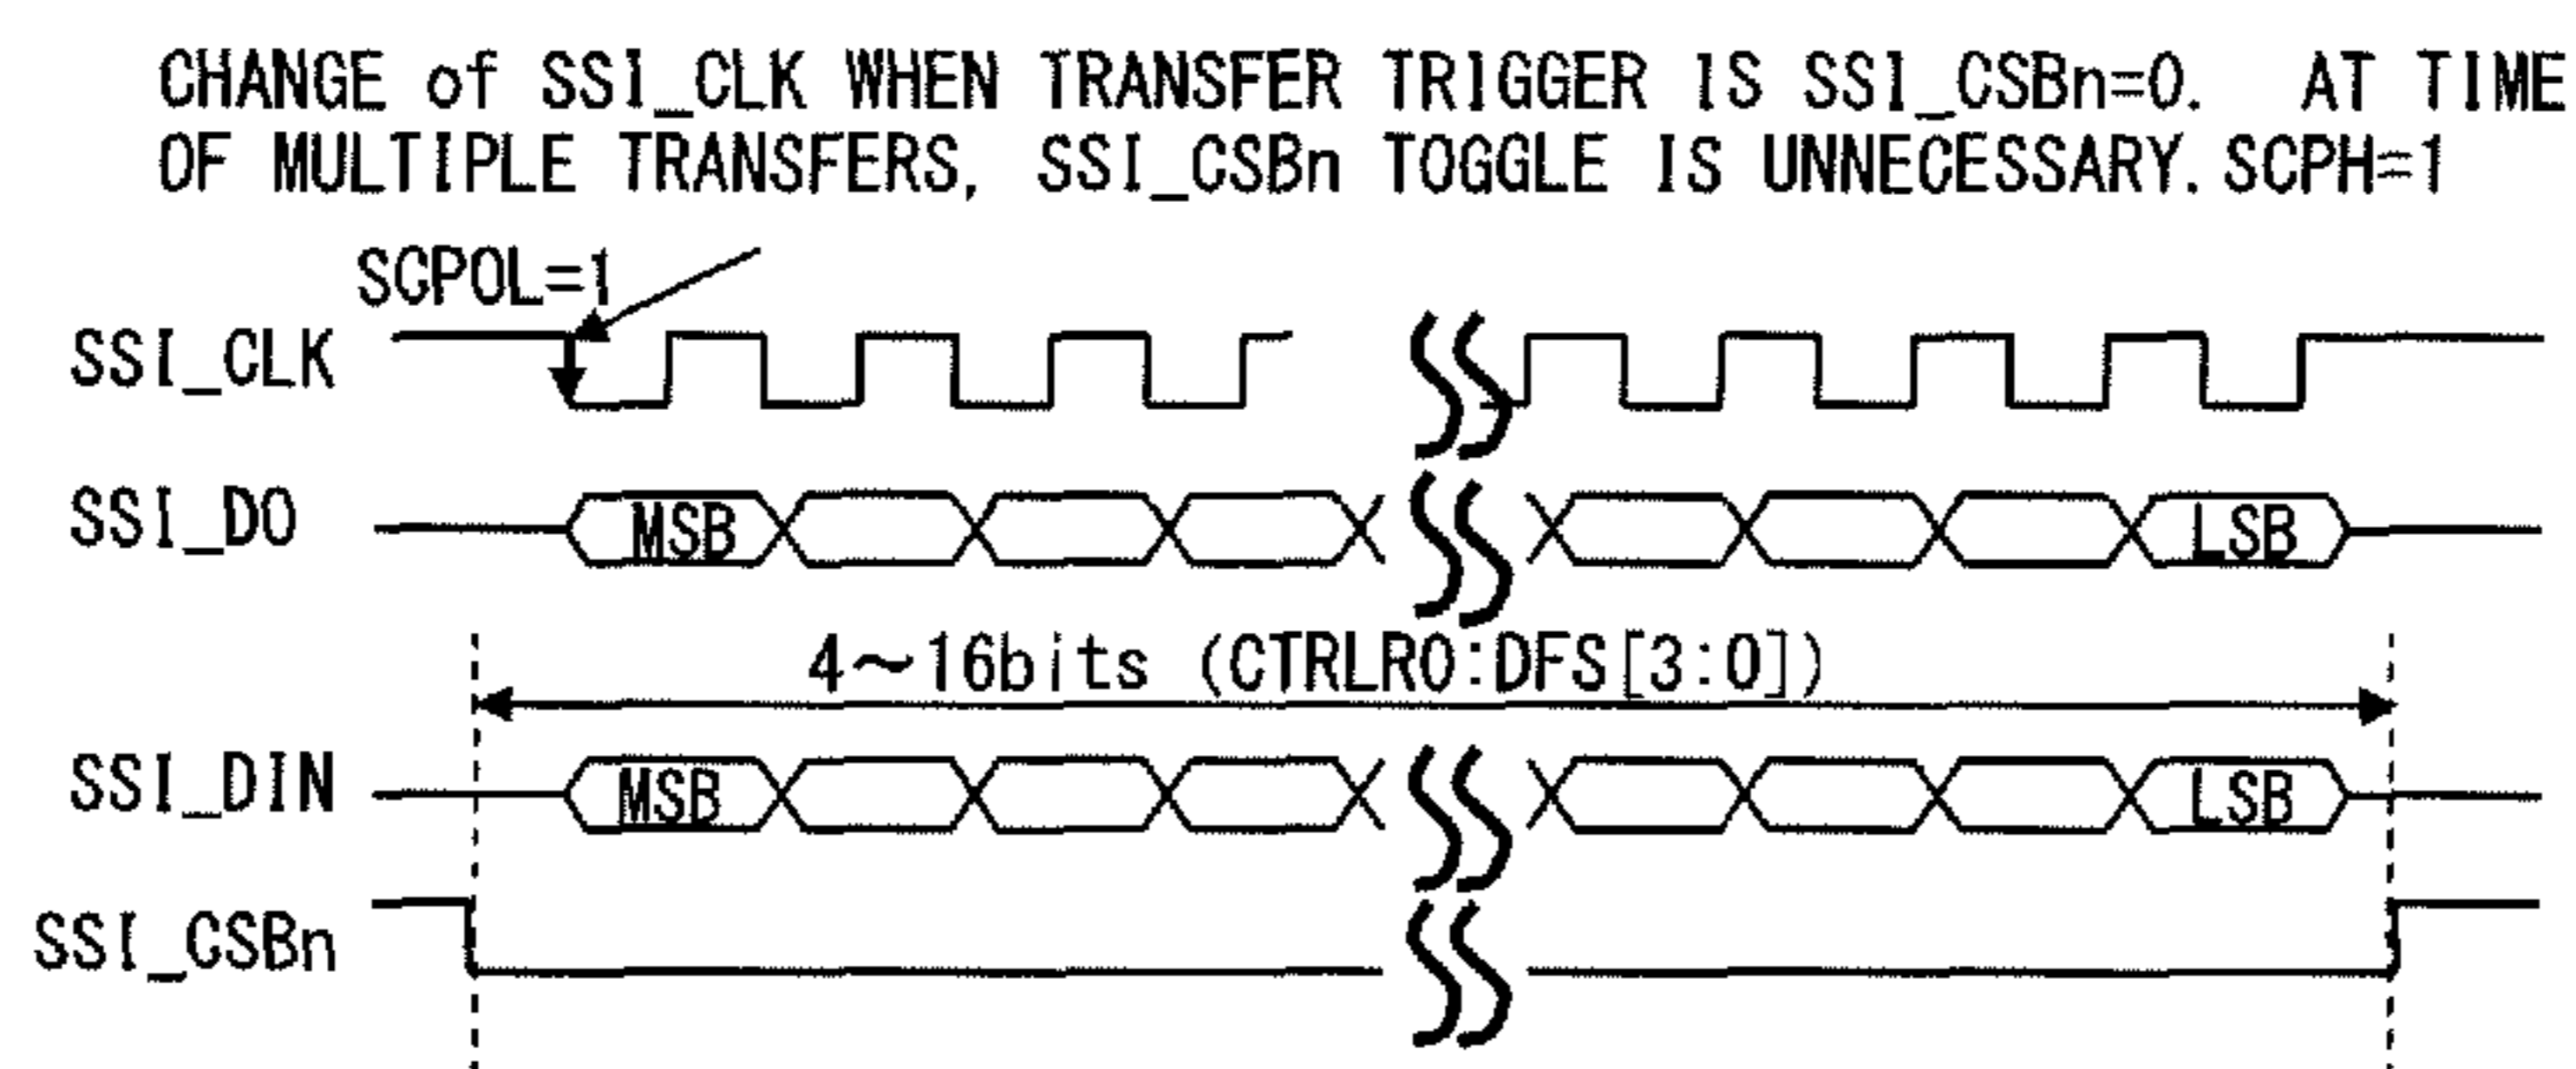 CHANGE of SSI_CLK WHEN TRANSFER TRIGGER IS SSI_CSBn=0. AT TIME
OF MULTIPLE TRANSFERS, SSI_CSBn TOGGLE IS UNNECESSARY. SCPH=1
SCPOL=1
SSI_CLK
SSI_DO
MSB
LSB
4~16bits (CTRLR0:DFS[3:0])
SSI_DIN
MSB
LSB
SSI_CSBn